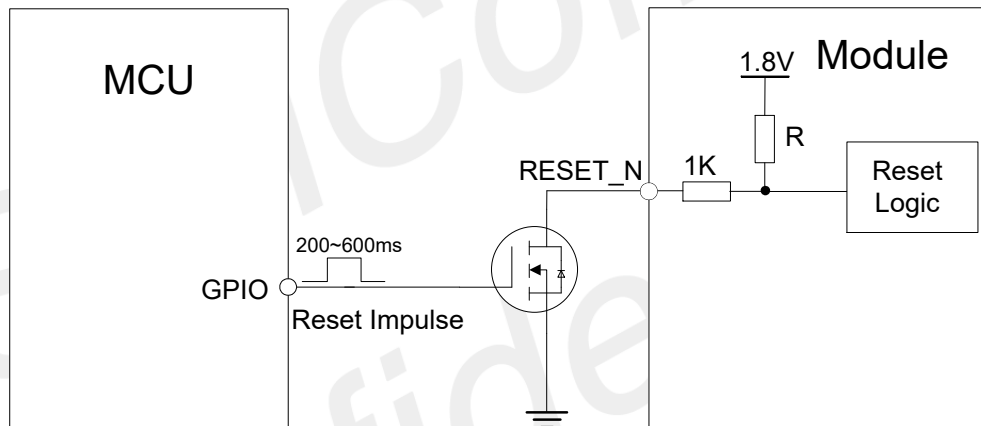 MCU
Module
1.8V
R
RESET_N
1K
Reset
Logic
200~600ms
GPIO
Reset Impulse